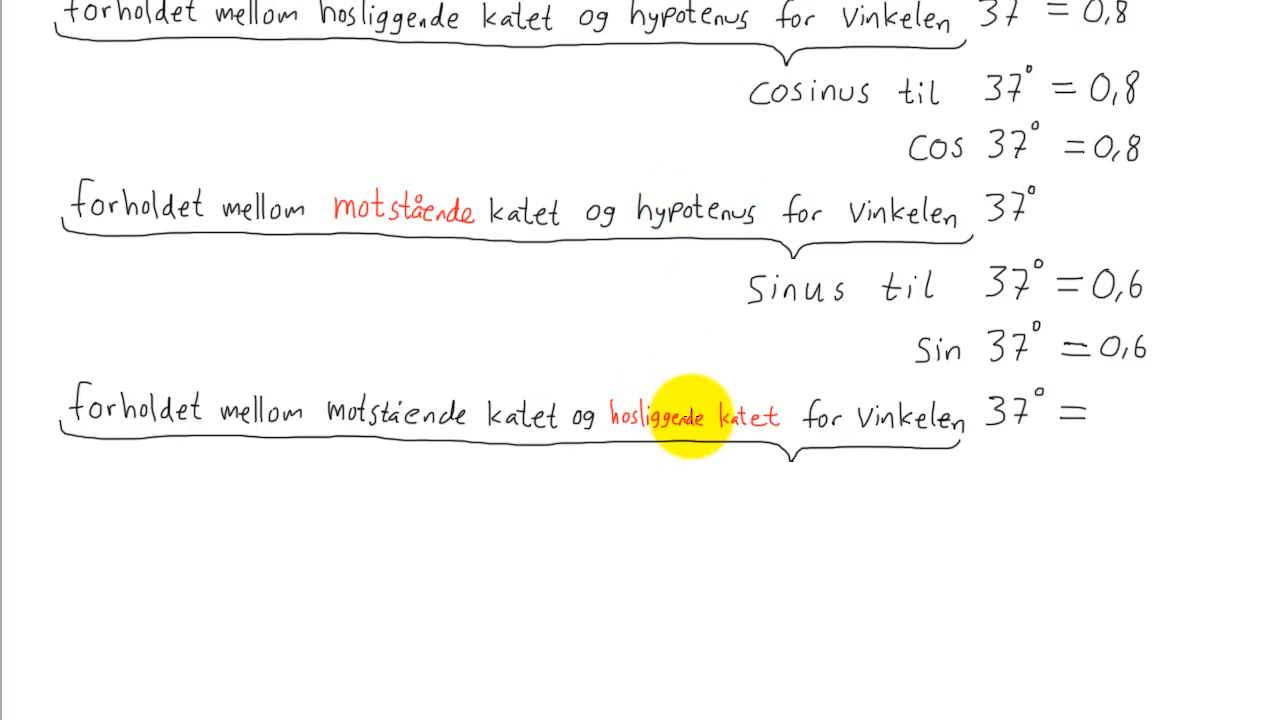 forholdet mellom hosliggende katet og hypotenus for vinkelen 37 = 0,8
Cosinus til 37° = 0,8
Cos 37° = 0,8
forholdet mellom motstående katet og hypotenus for vinkelen 37°
Sinus til 37° = 0,6
Sin 37° = 0,6
forholdet mellom motstående katet og hosliggende katet for vinkelen 37° =